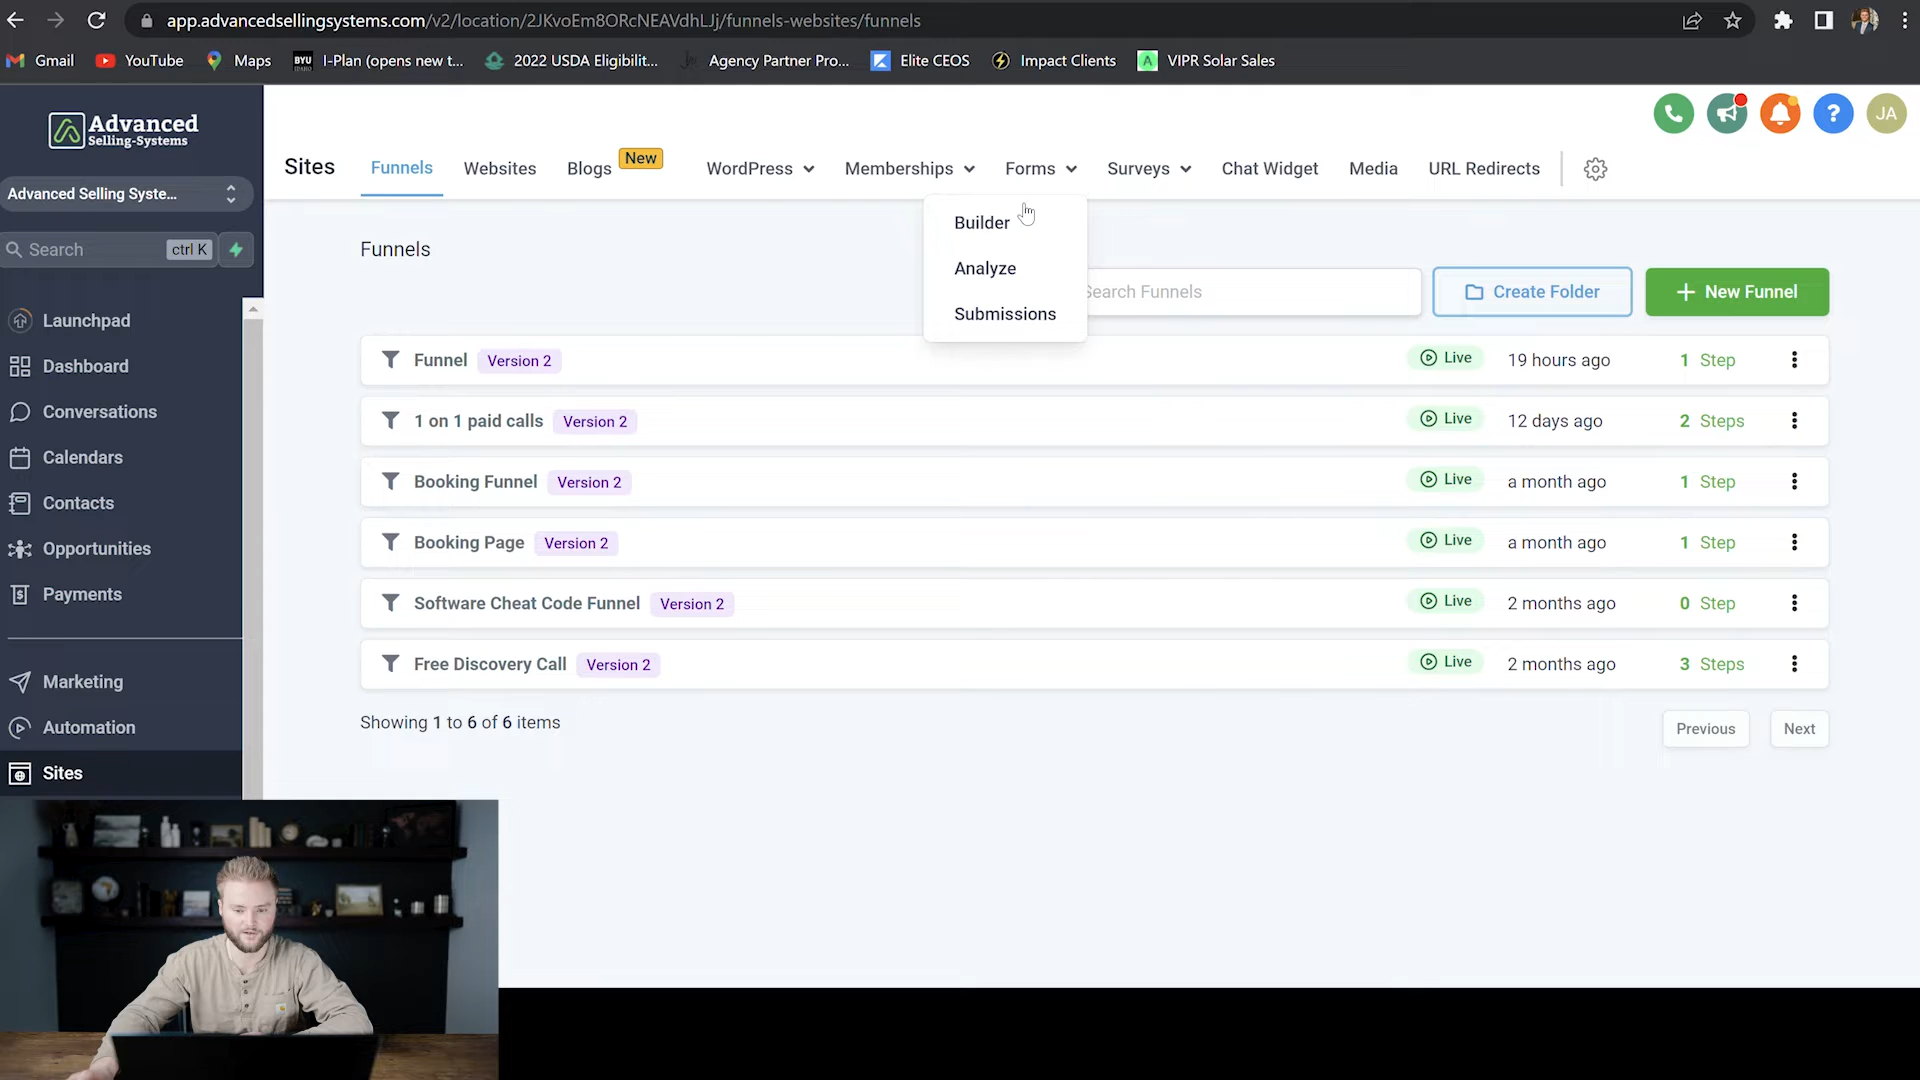 app.advancedsellingsystems.com/v2/location/2JKvoEm8ORcNEAVdhLJj/funnels-websites/funnels
Gmail
YouTube
Maps
BYU
IDAHO
I-Plan (opens new t...
2022 USDA Eligibilit...
Agency Partner Pro...
Elite CEOS
Impact Clients
A
VIPR Solar Sales
Advanced
Selling-Systems
?
JA
Sites
Funnels
Websites
Blogs
New
WordPress
Memberships
Forms
Surveys
Chat Widget
Media
URL Redirects
Advanced Selling Syste...
Search
ctrl K
Builder
Analyze
Submissions
Funnels
Search Funnels
Create Folder
+ New Funnel
Launchpad
Dashboard
Conversations
Calendars
Contacts
Opportunities
Payments
Marketing
Automation
Sites
Funnel Version 2 Live 19 hours ago 1 Step
1 on 1 paid calls Version 2 Live 12 days ago 2 Steps
Booking Funnel Version 2 Live a month ago 1 Step
Booking Page Version 2 Live a month ago 1 Step
Software Cheat Code Funnel Version 2 Live 2 months ago 0 Step
Free Discovery Call Version 2 Live 2 months ago 3 Steps
Showing 1 to 6 of 6 items
Previous
Next